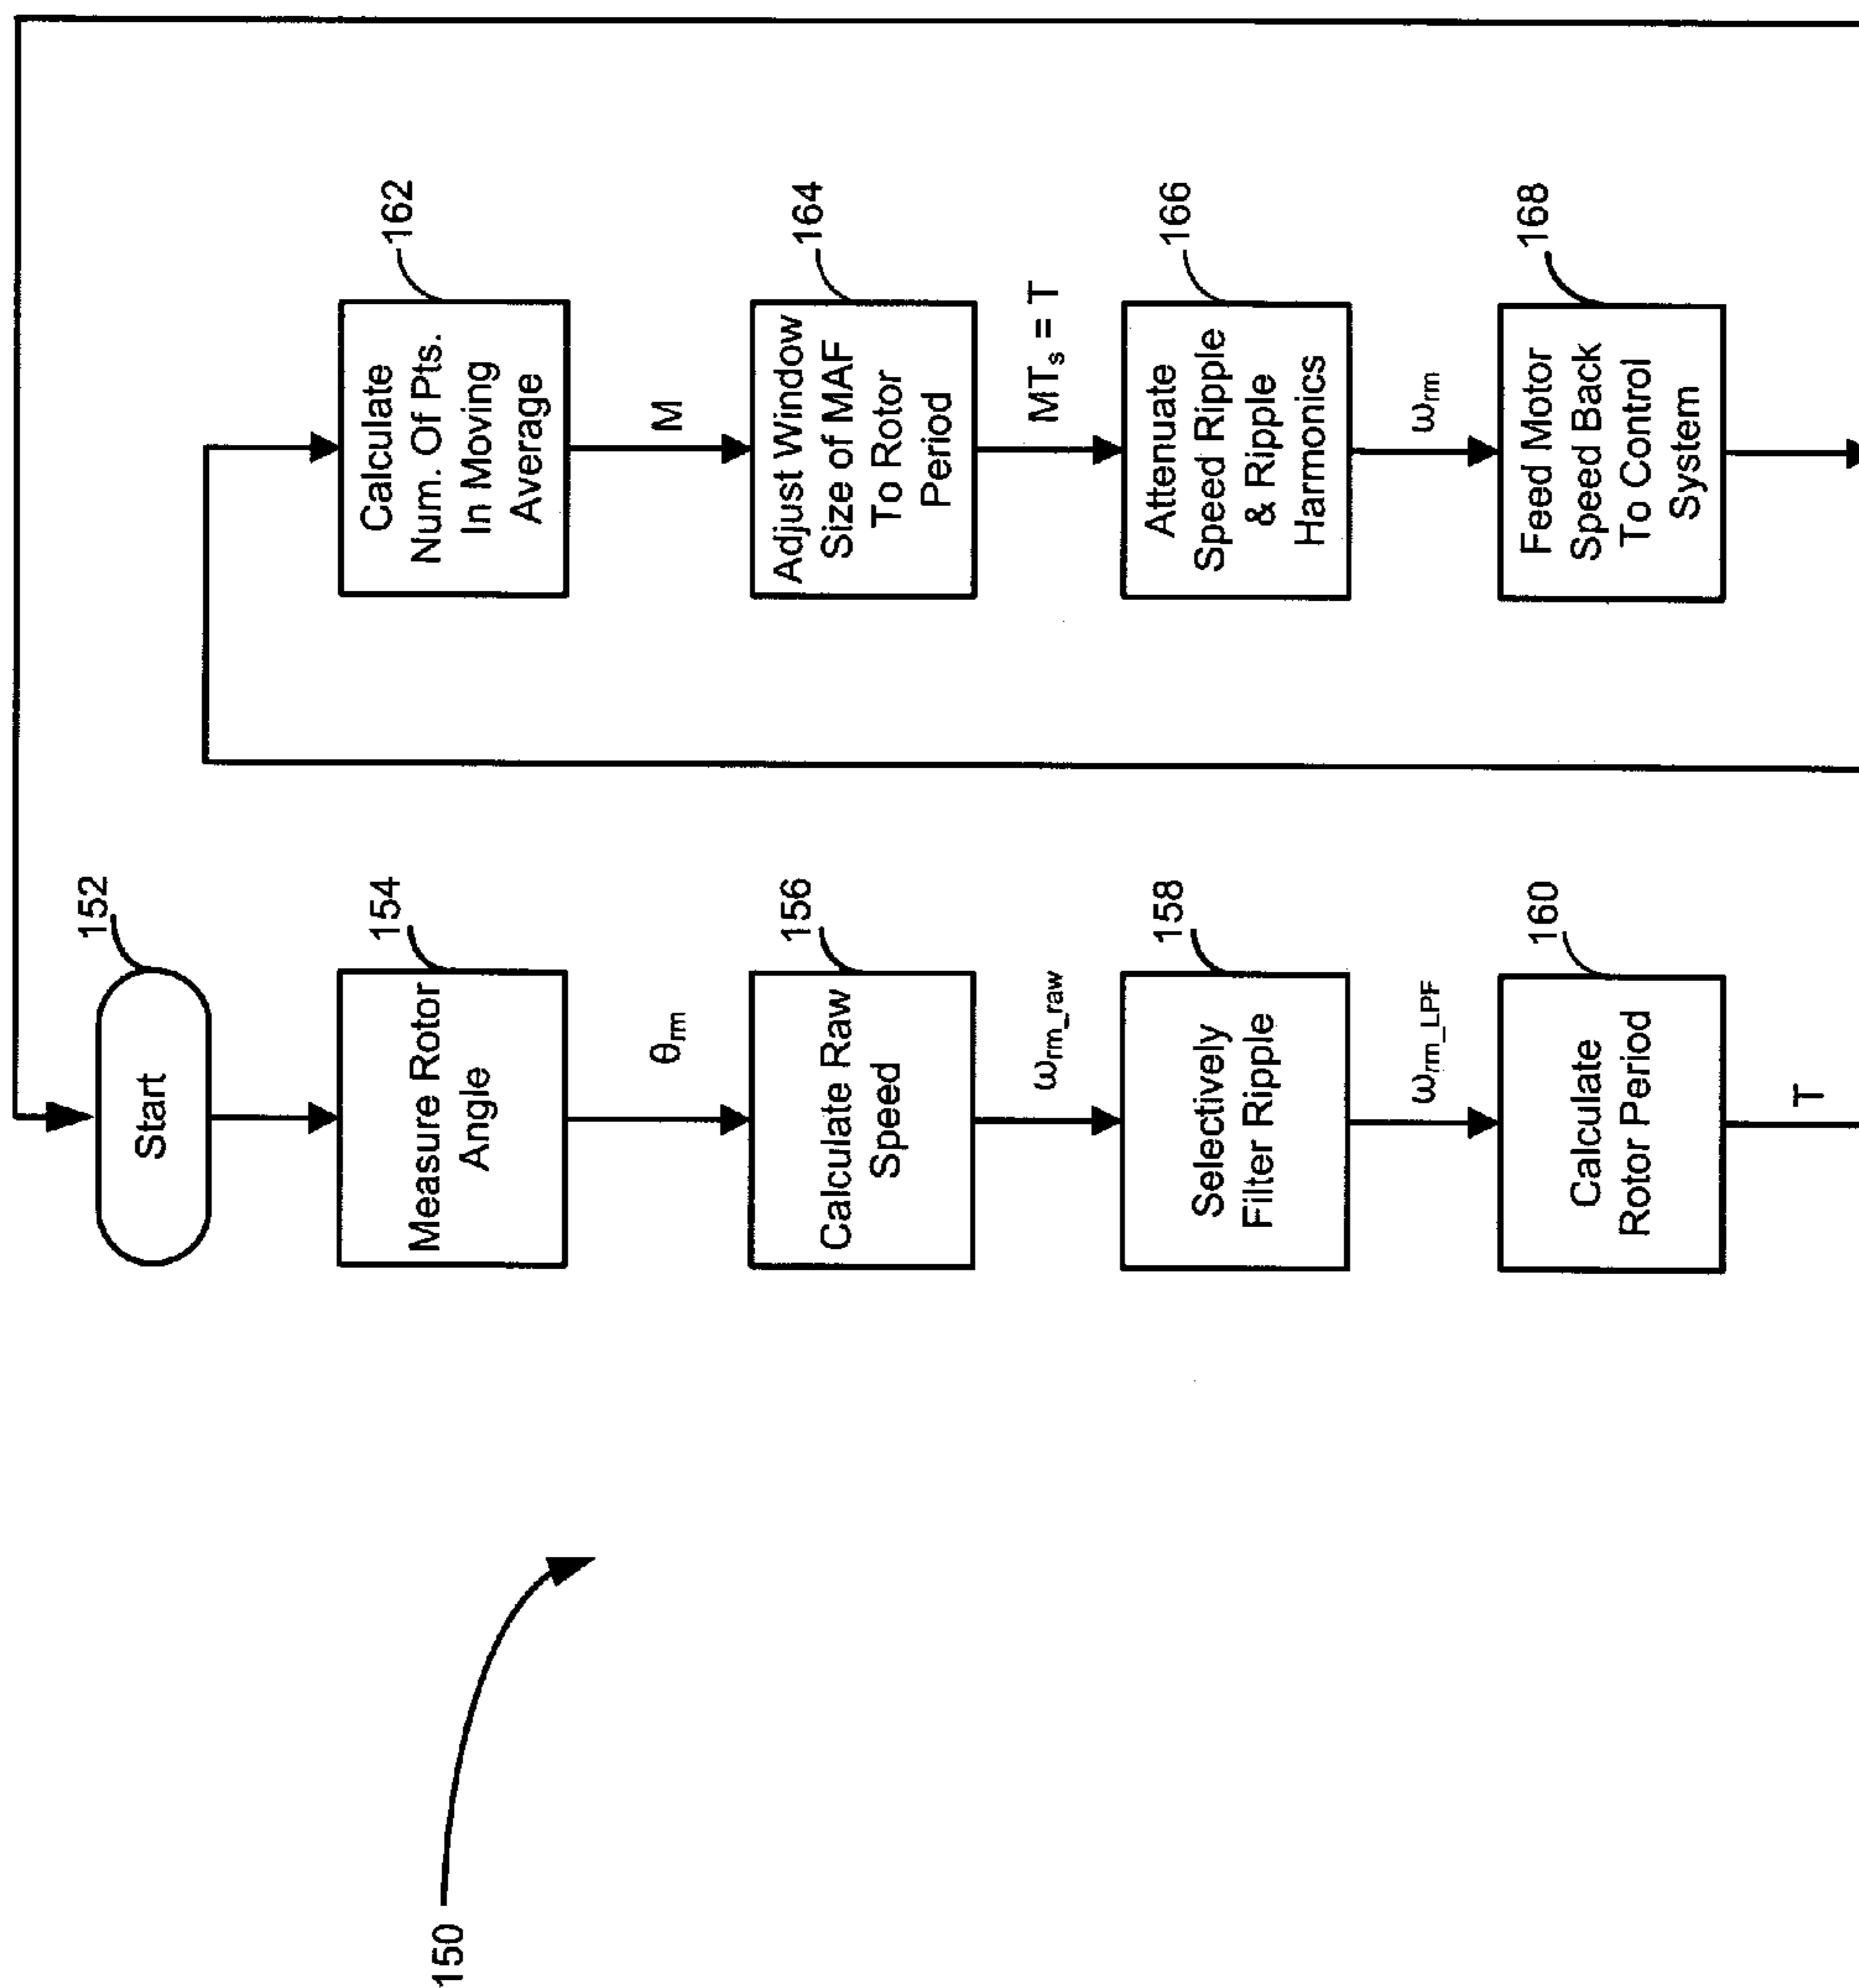 150
Start
152
Measure Rotor
Angle
154
θrm
Calculate Raw
Speed
156
ωrm_raw
Selectively
Filter Ripple
158
ωrm_LPF
Calculate
Rotor Period
160
T
Calculate
Num. Of Pts.
In Moving
Average
162
M
Adjust Window
Size of MAF
To Rotor
Period
164
MTs = T
Attenuate
Speed Ripple
& Ripple
Harmonics
166
ωrm
Feed Motor
Speed Back
To Control
System
168